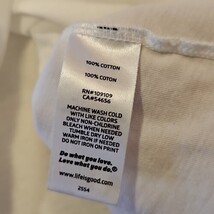 100% COTTON
100% COTTON
RN#109109
CA#54656
MACHINE WASH COLD
WITH LIKE COLORS
ONLY NON-CHLORINE
BLEACH WHEN NEEDED
TUMBLE DRY LOW
WARM IRON IF NEEDED
DO NOT IRON ON PRINT
Do what you love.
Love what you do.®
www.lifeisgood.com
2554